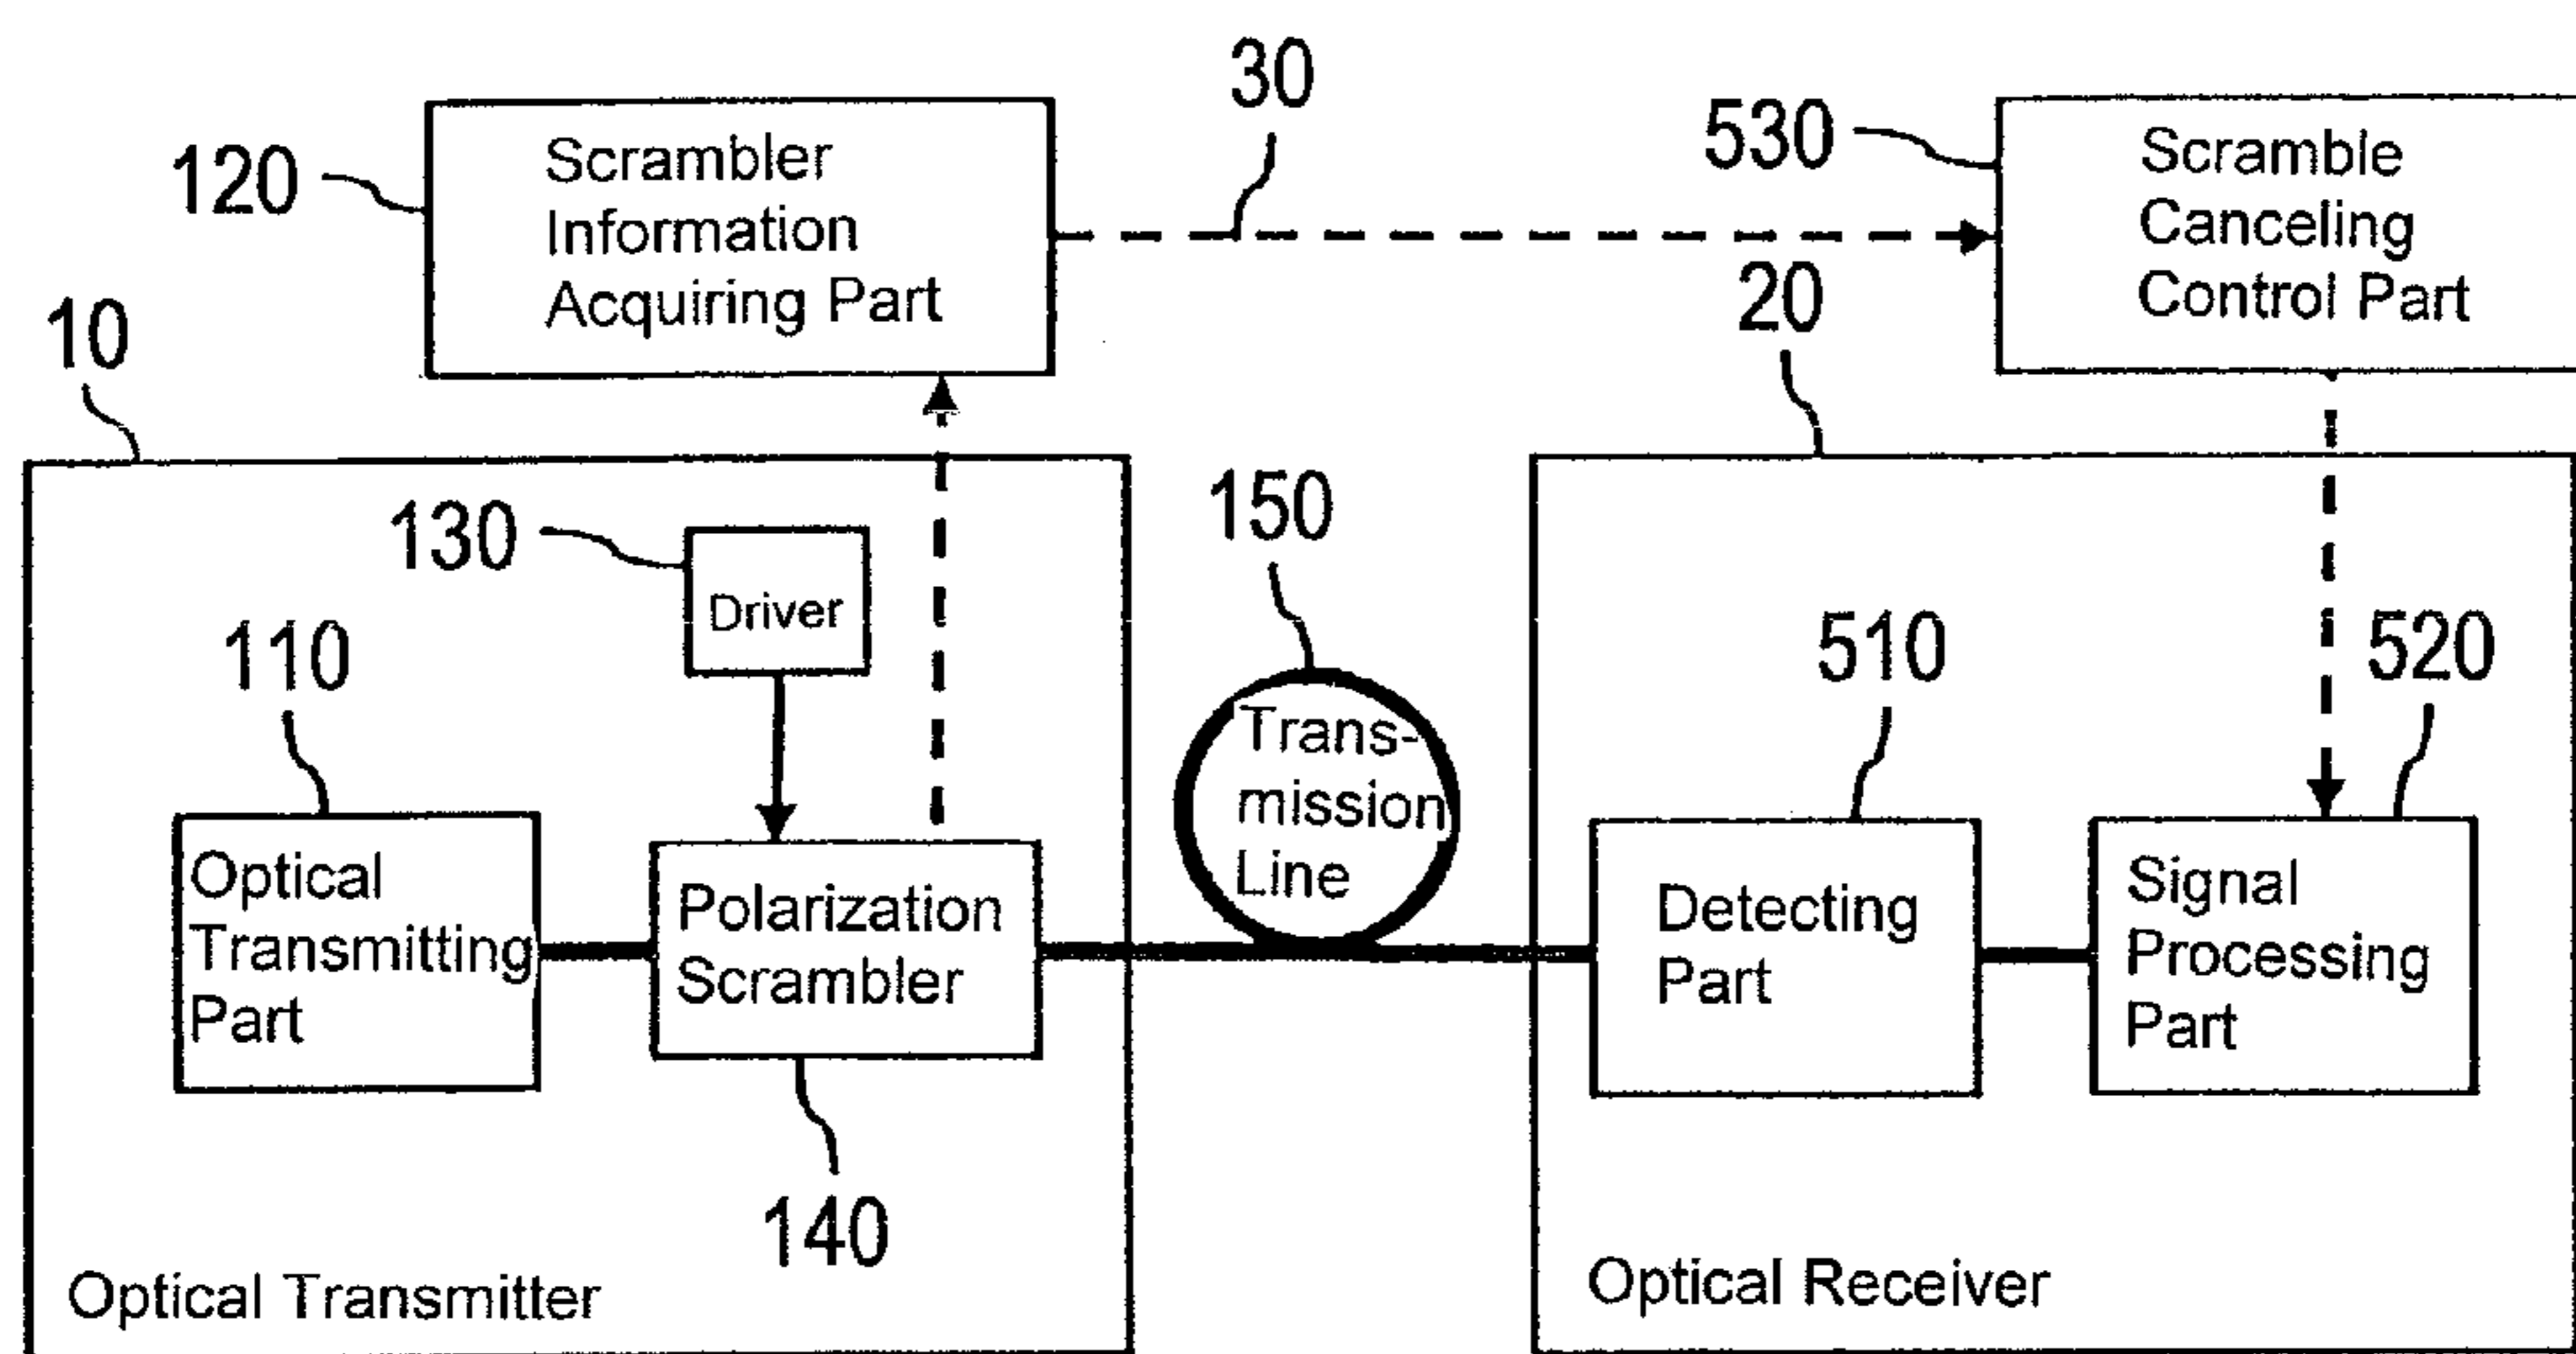 30
120
Scrambler
Information
Acquiring Part
530
Scramble
Canceling
Control Part
10
20
130
Driver
150
Trans-
mission
Line
110
Optical
Transmitting
Part
Polarization
Scrambler
140
510
Detecting
Part
520
Signal
Processing
Part
Optical Transmitter
Optical Receiver